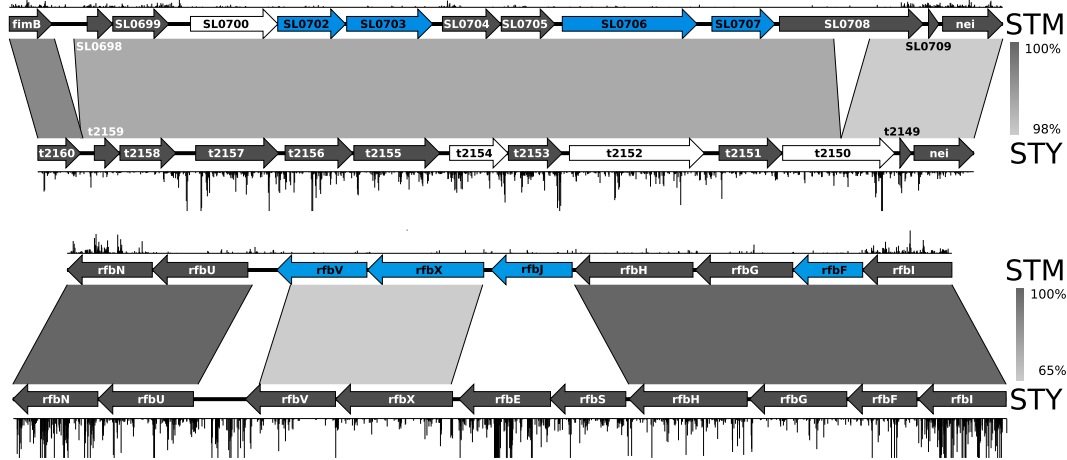 fimB SL0699 SL0700 SL0702 SL0703 SL0704 SL0705 SL0706 SL0707 SL0708 nei STM
SL0698 SL0709 100%
t2159 t2149 98%
t2160 t2158 t2157 t2156 t2155 t2154 t2153 t2152 t2151 t2150 nei STY
rfbN rfbU rfbV rfbX rfbJ rfbH rfbG rfbF rfbI STM
100%
65%
rfbN rfbU rfbV rfbX rfbE rfbS rfbH rfbG rfbF rfbI STY